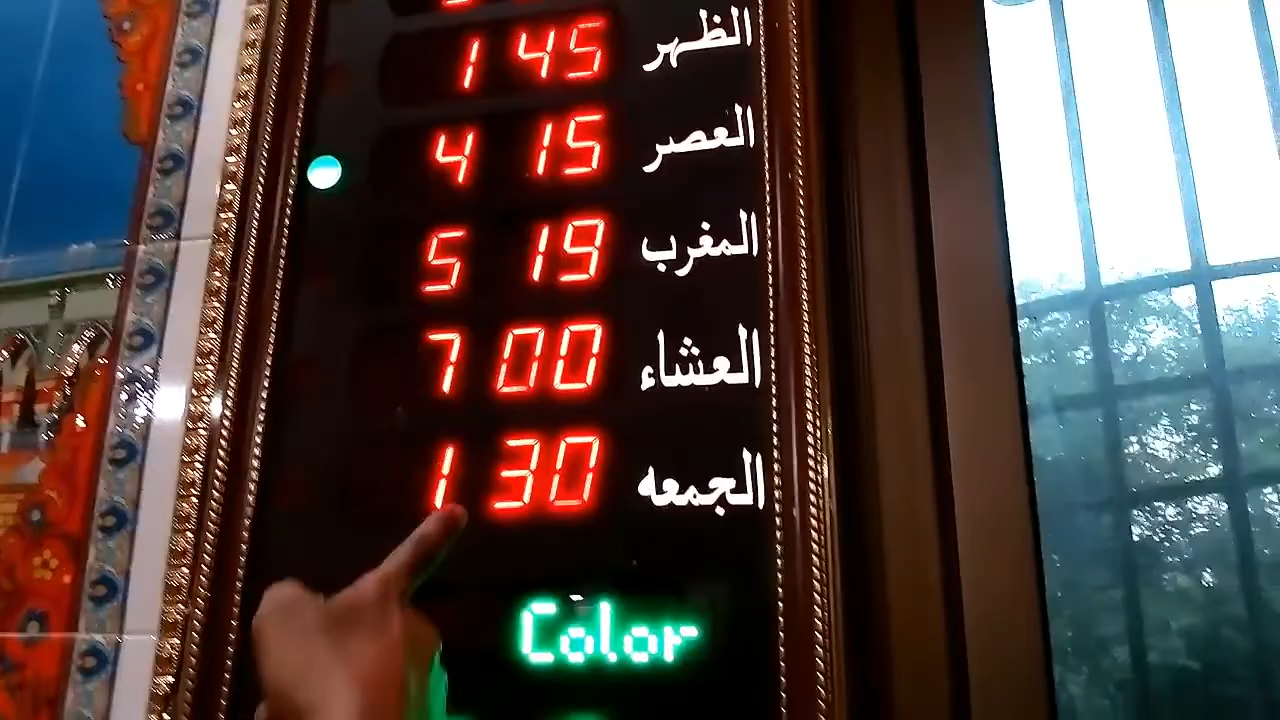 الظهر 1 45
العصر 4 15
المغرب 5 19
العشاء 7 00
الجمعه 1 30
Color